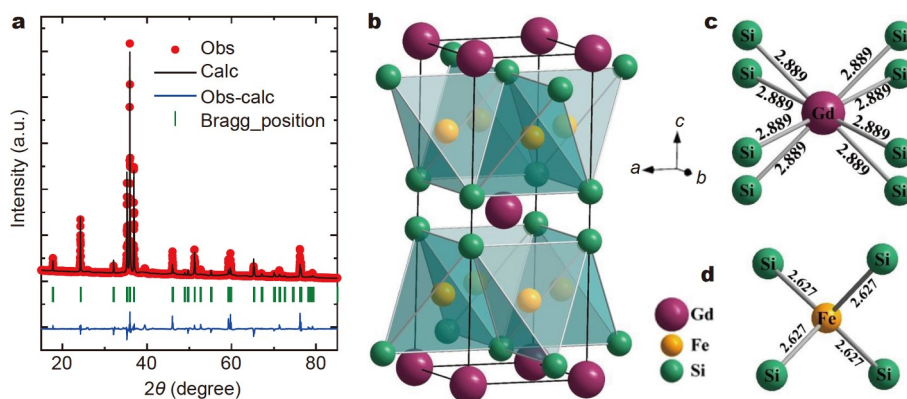 a
Obs
Calc
Obs-calc
Bragg_position
Intensity (a.u.)
20 40 60 80
2θ (degree)
b
c
a
b
Gd
Fe
Si
c
Si Si
2.889 2.889
Si Si
2.889 2.889
Gd
2.889 2.889
Si Si
2.889 2.889
Si Si
d
Si Si
2.627 2.627
Fe
2.627 2.627
Si Si